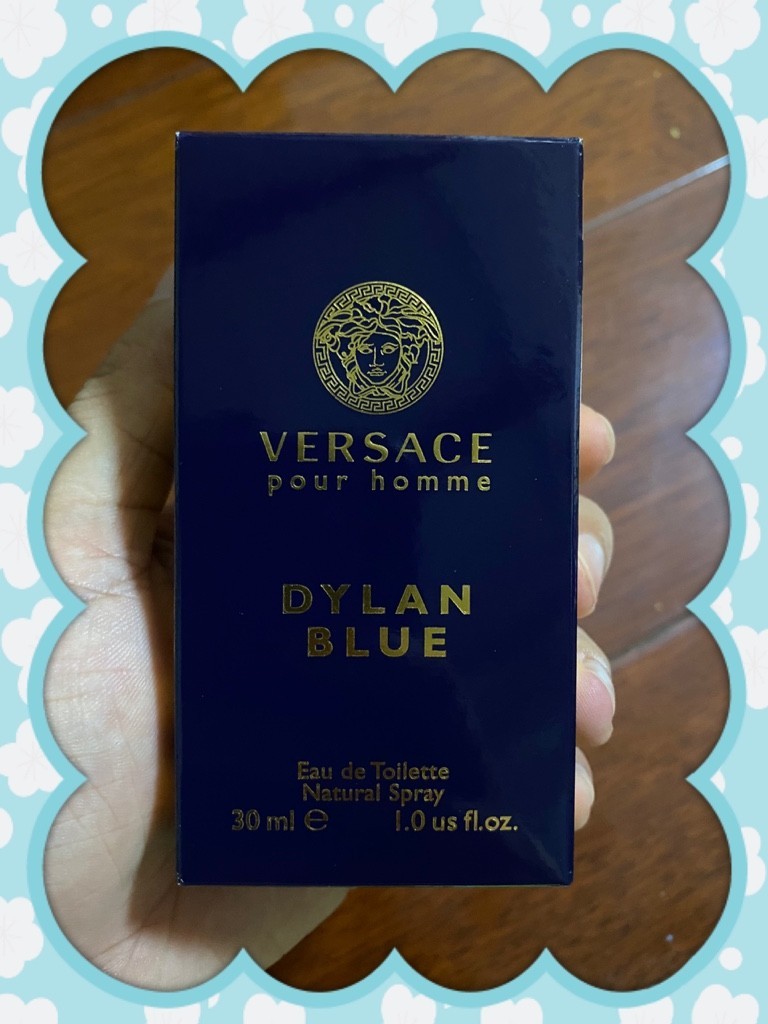 VERSACE
pour homme
DYLAN
BLUE
Eau de Toilette
Natural Spray
30 ml ℮ 1.0 us fl.oz.